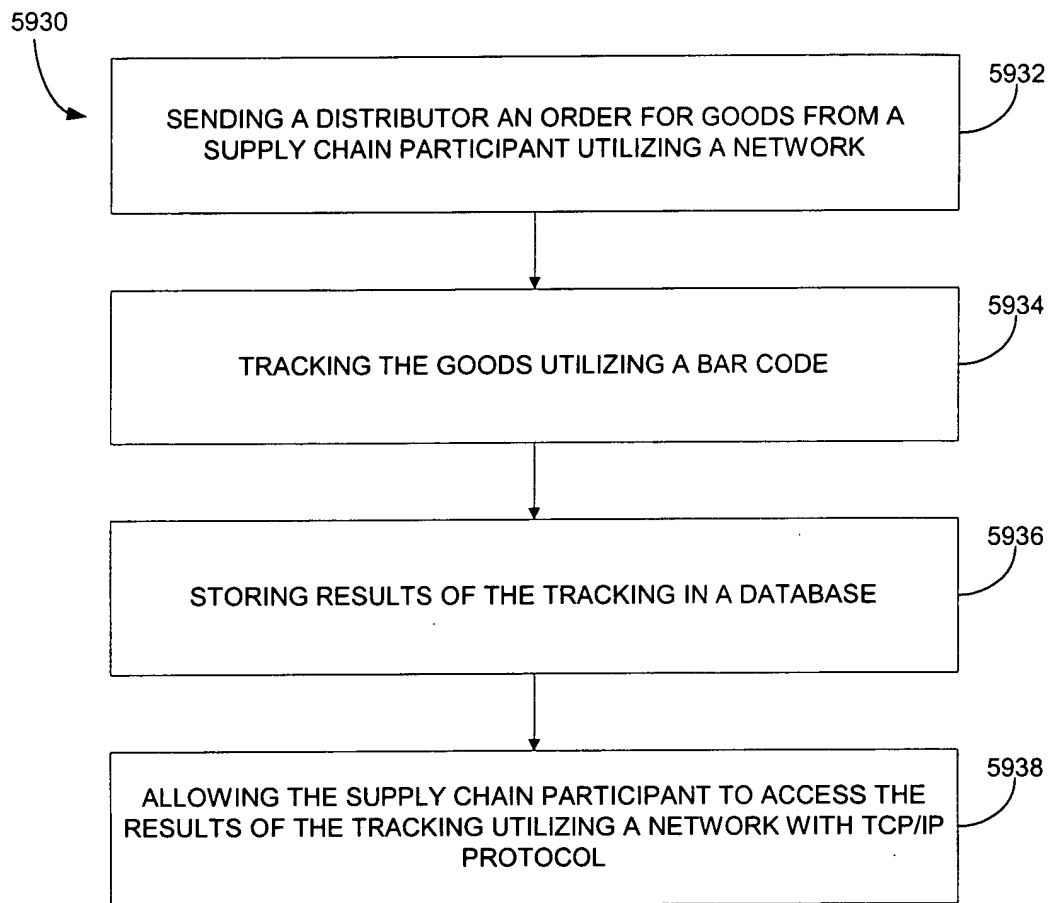 5930
5932
SENDING A DISTRIBUTOR AN ORDER FOR GOODS FROM A
SUPPLY CHAIN PARTICIPANT UTILIZING A NETWORK
5934
TRACKING THE GOODS UTILIZING A BAR CODE
5936
STORING RESULTS OF THE TRACKING IN A DATABASE
5938
ALLOWING THE SUPPLY CHAIN PARTICIPANT TO ACCESS THE
RESULTS OF THE TRACKING UTILIZING A NETWORK WITH TCP/IP
PROTOCOL